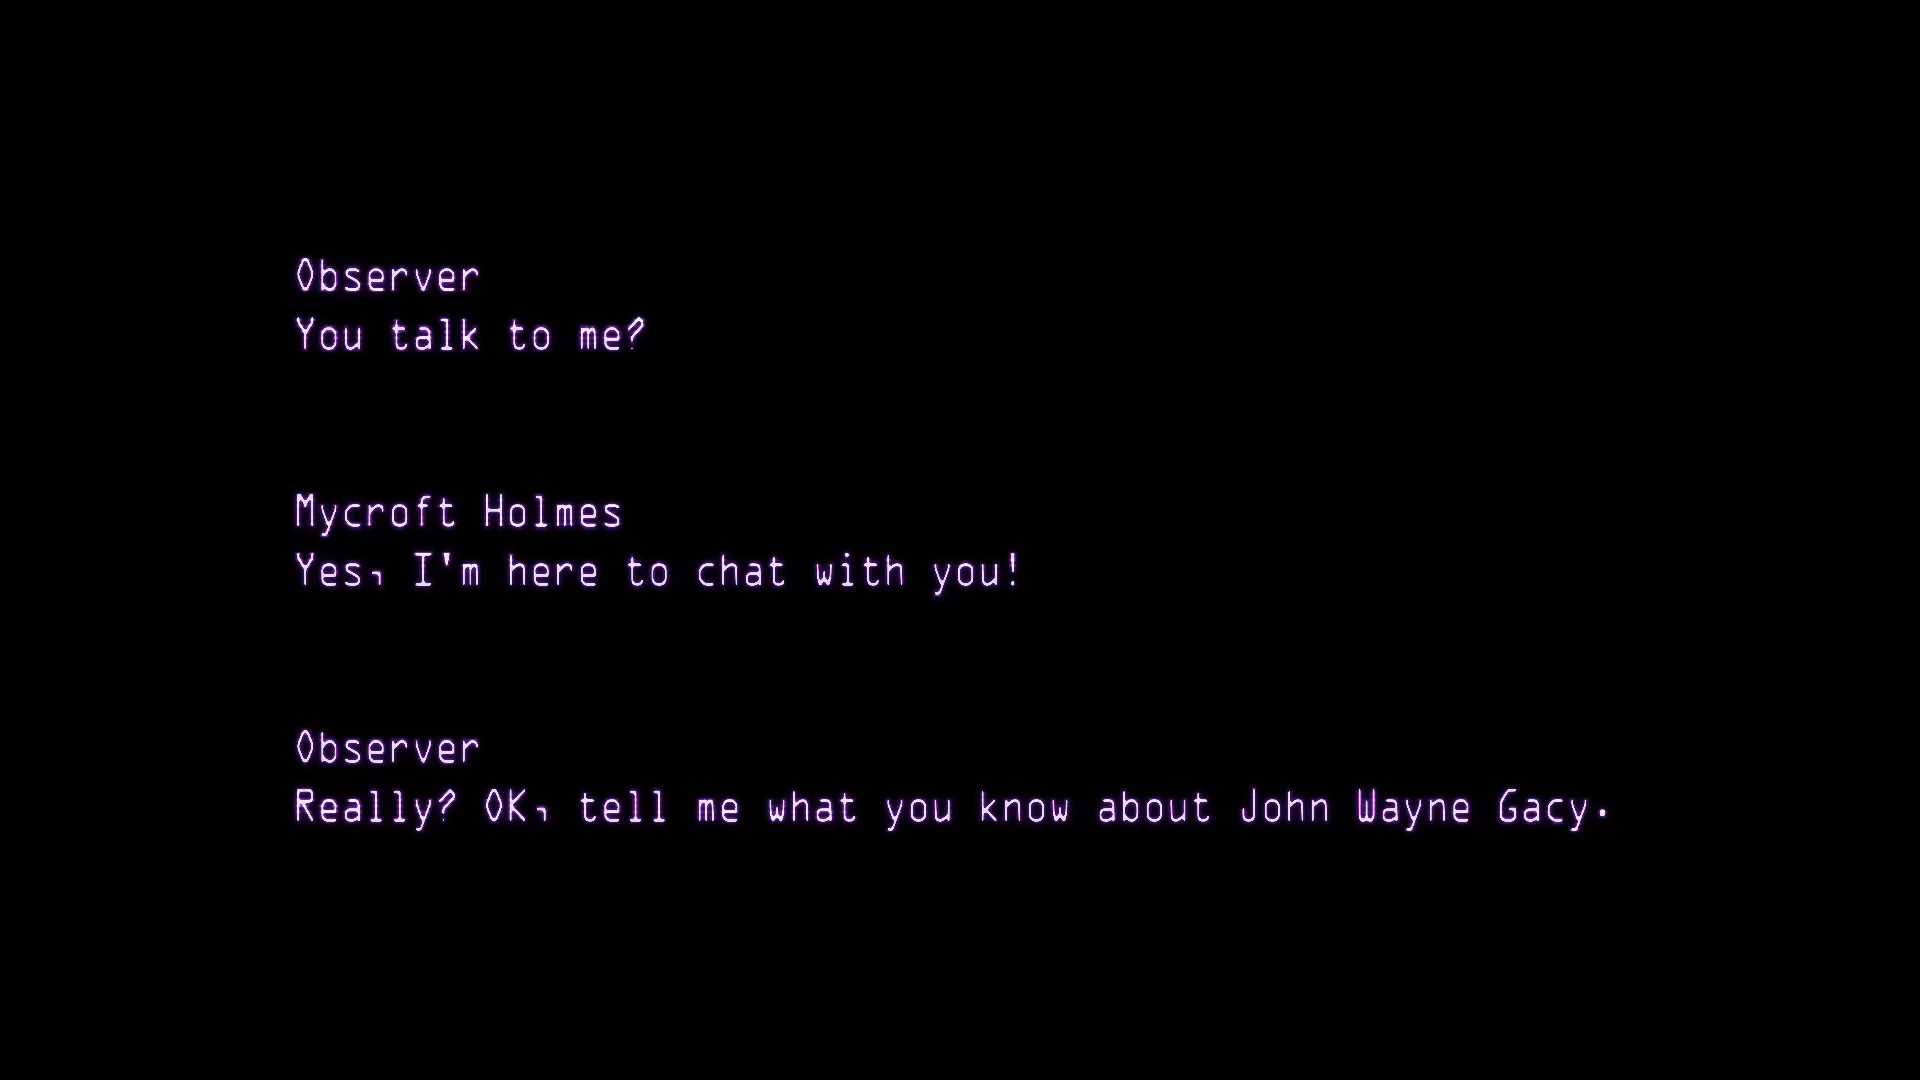 Observer
You talk to me?
Mycroft Holmes
Yes, I'm here to chat with you!
Observer
Really? OK, tell me what you know about John Wayne Gacy.